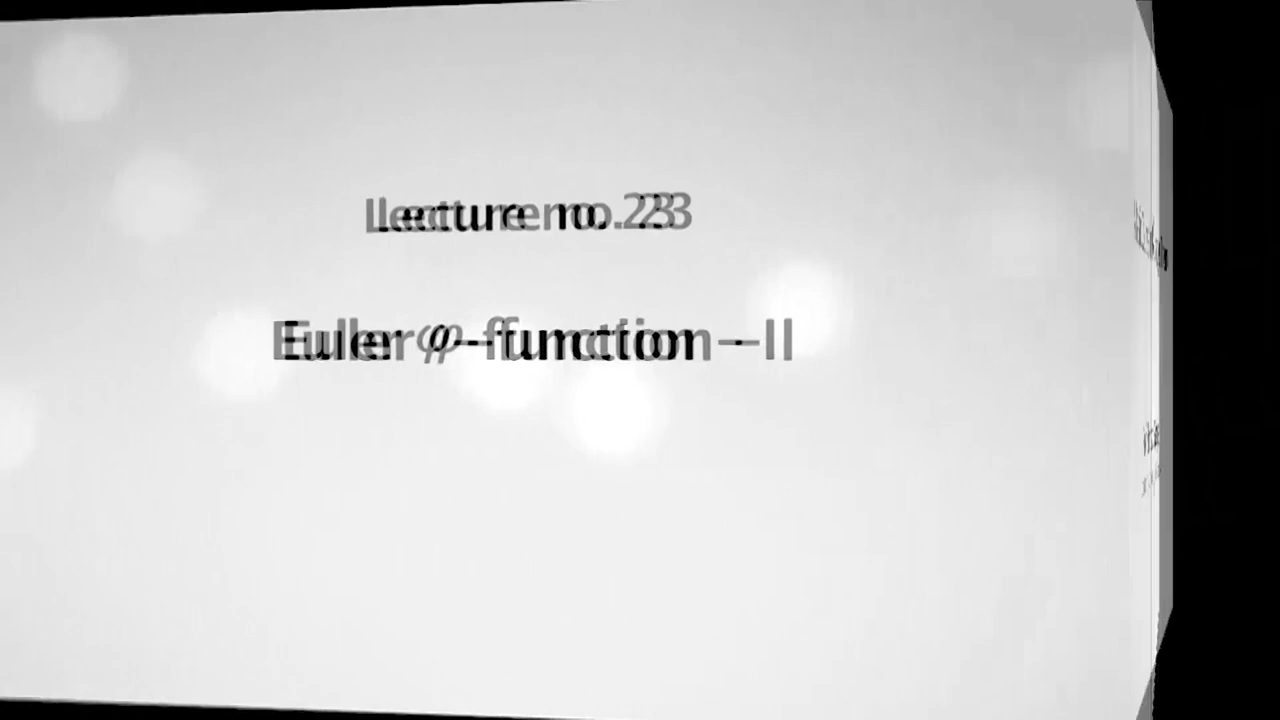 Lecture no. 23
Euler φ–function – II